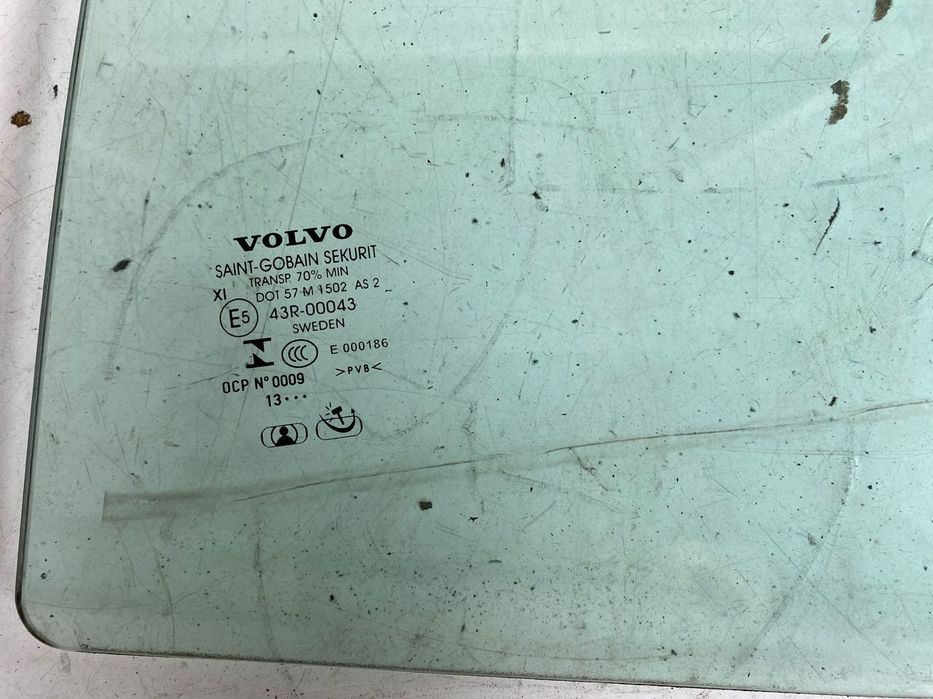 VOLVO
SAINT-GOBAIN SEKURIT
TRANSP. 70% MIN
XI DOT 57 M 1502 AS 2
E5 43R-00043
SWEDEN
CCC E 000186
>PVB<
OCP N° 0009
13•••